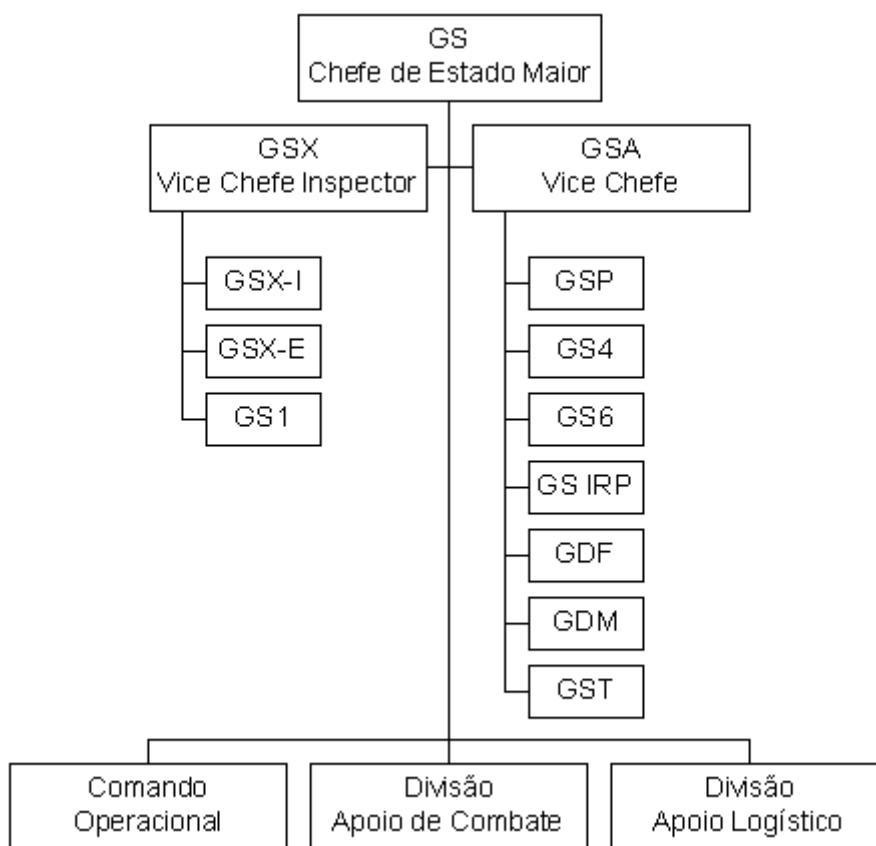 GS
Chefe de Estado Maior
GSX
Vice Chefe Inspector
GSA
Vice Chefe
GSX-I
GSX-E
GS1
GSP
GS4
GS6
GS IRP
GDF
GDM
GST
Comando
Operacional
Divisão
Apoio de Combate
Divisão
Apoio Logístico